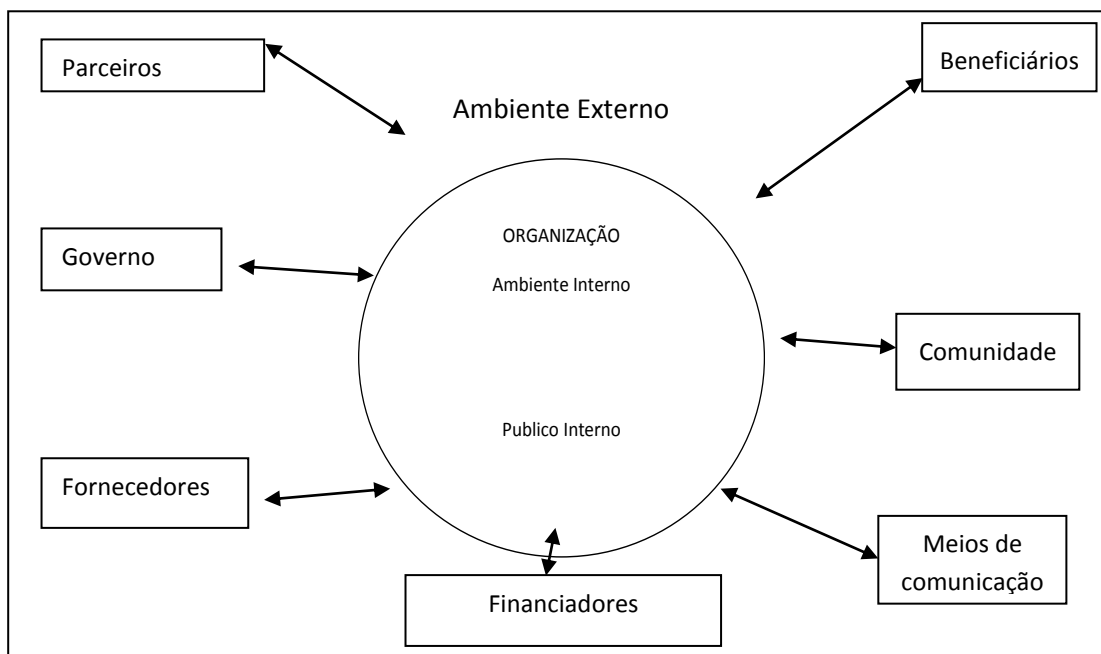 Parceiros
Beneficiários
Ambiente Externo
ORGANIZAÇÃO
Governo
Ambiente Interno
Comunidade
Publico Interno
Fornecedores
Meios de
comunicação
Financiadores